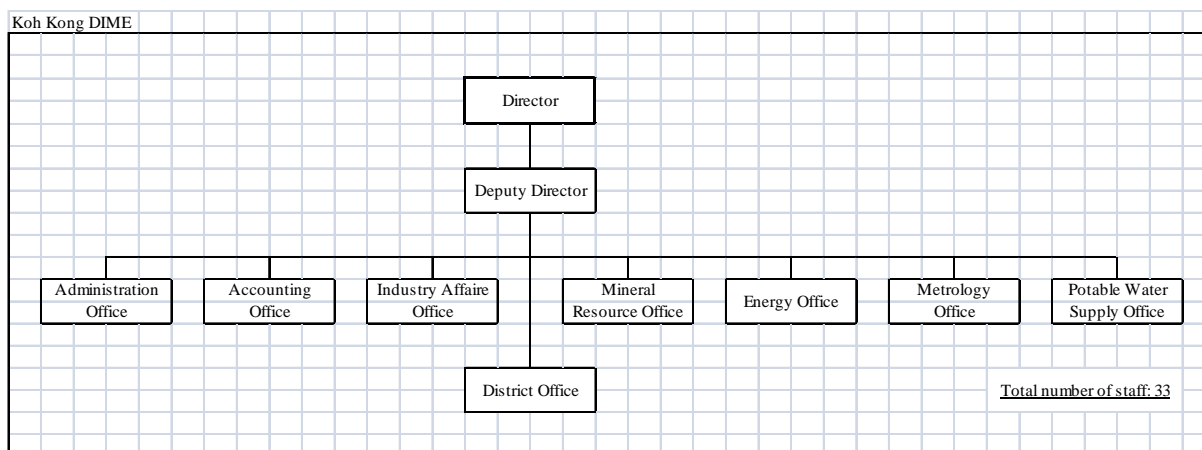 Koh Kong DIME
Director
Deputy Director
Administration
Office
Accounting
Office
Industry Affaire
Office
Mineral
Resource Office
Energy Office
Metrology
Office
Potable Water
Supply Office
District Office
Total number of staff: 33